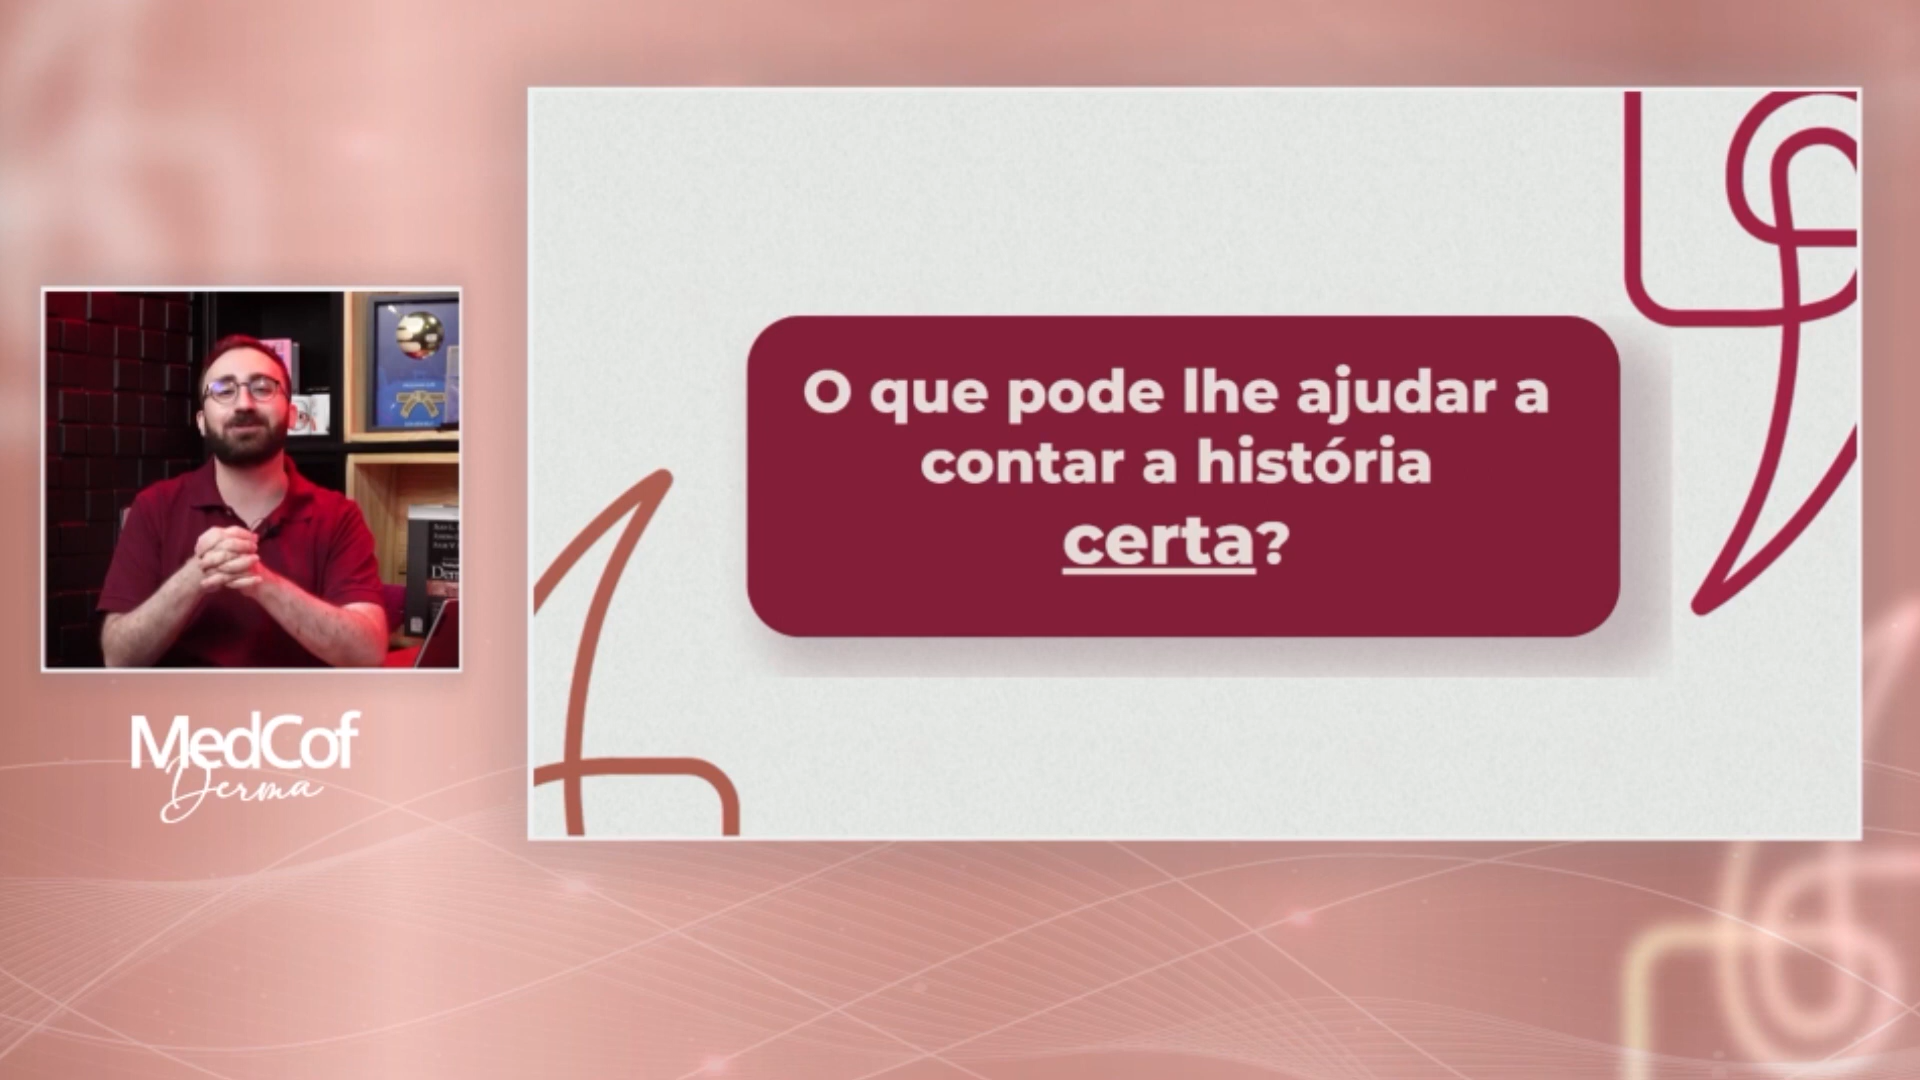 O que pode lhe ajudar a
contar a história
certa?
MedCof
Derma